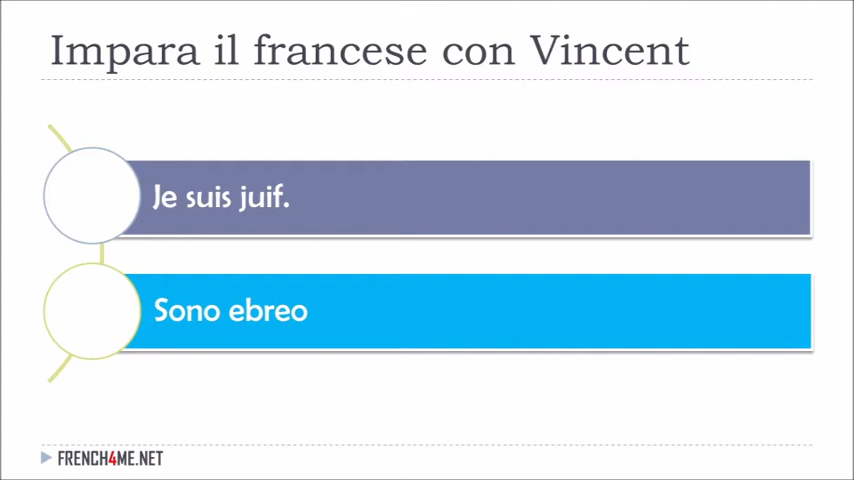 Impara il francese con Vincent
Je suis juif.
Sono ebreo
FRENCH4ME.NET